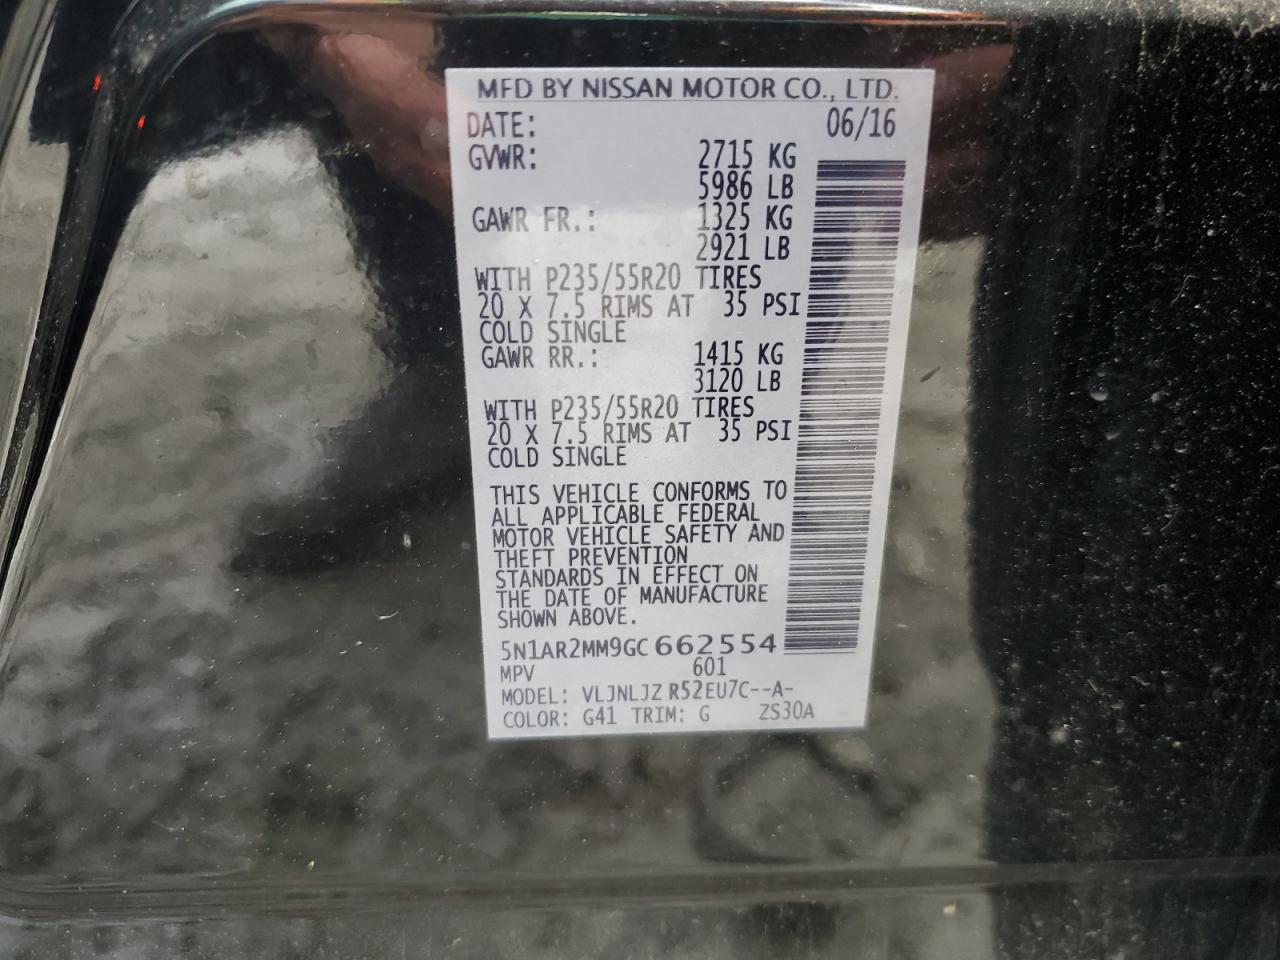 MFD BY NISSAN MOTOR CO., LTD.
DATE: 06/16
GVWR: 2715 KG
5986 LB
GAWR FR.: 1325 KG
2921 LB
WITH P235/55R20 TIRES
20 X 7.5 RIMS AT 35 PSI
COLD SINGLE
GAWR RR.: 1415 KG
3120 LB
WITH P235/55R20 TIRES
20 X 7.5 RIMS AT 35 PSI
COLD SINGLE
THIS VEHICLE CONFORMS TO
ALL APPLICABLE FEDERAL
MOTOR VEHICLE SAFETY AND
THEFT PREVENTION
STANDARDS IN EFFECT ON
THE DATE OF MANUFACTURE
SHOWN ABOVE.
5N1AR2MM9GC662554
MPV 601
MODEL: VLJNLJZ R52EU7C--A-
COLOR: G41 TRIM: G ZS30A